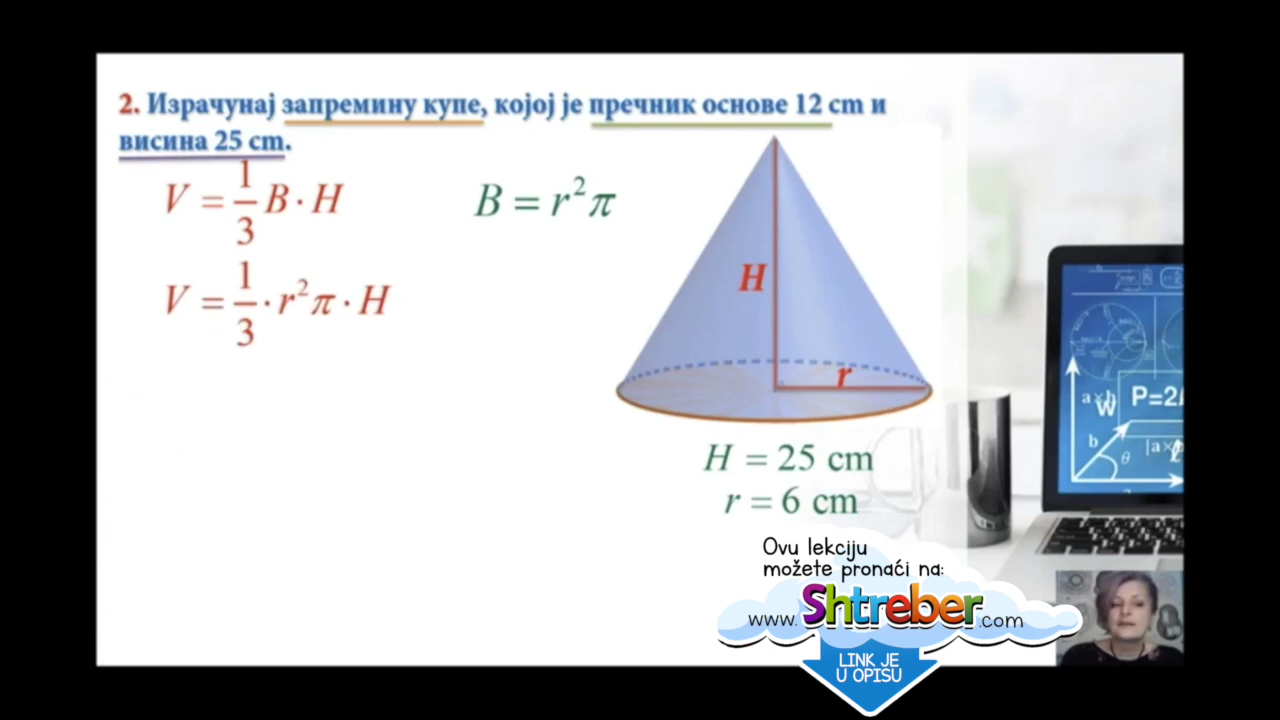 2. Израчунај запремину купе, којој је пречник основе 12 cm и
висина 25 cm.
V = 1/3 B · H
B = r²π
V = 1/3 · r²π · H
H
r
H = 25 cm
r = 6 cm
Ovu lekciju
možete pronaći na:
www.Shtreber.com
LINK JE
U OPISU
a×b
W
P=2
b
θ
|a×